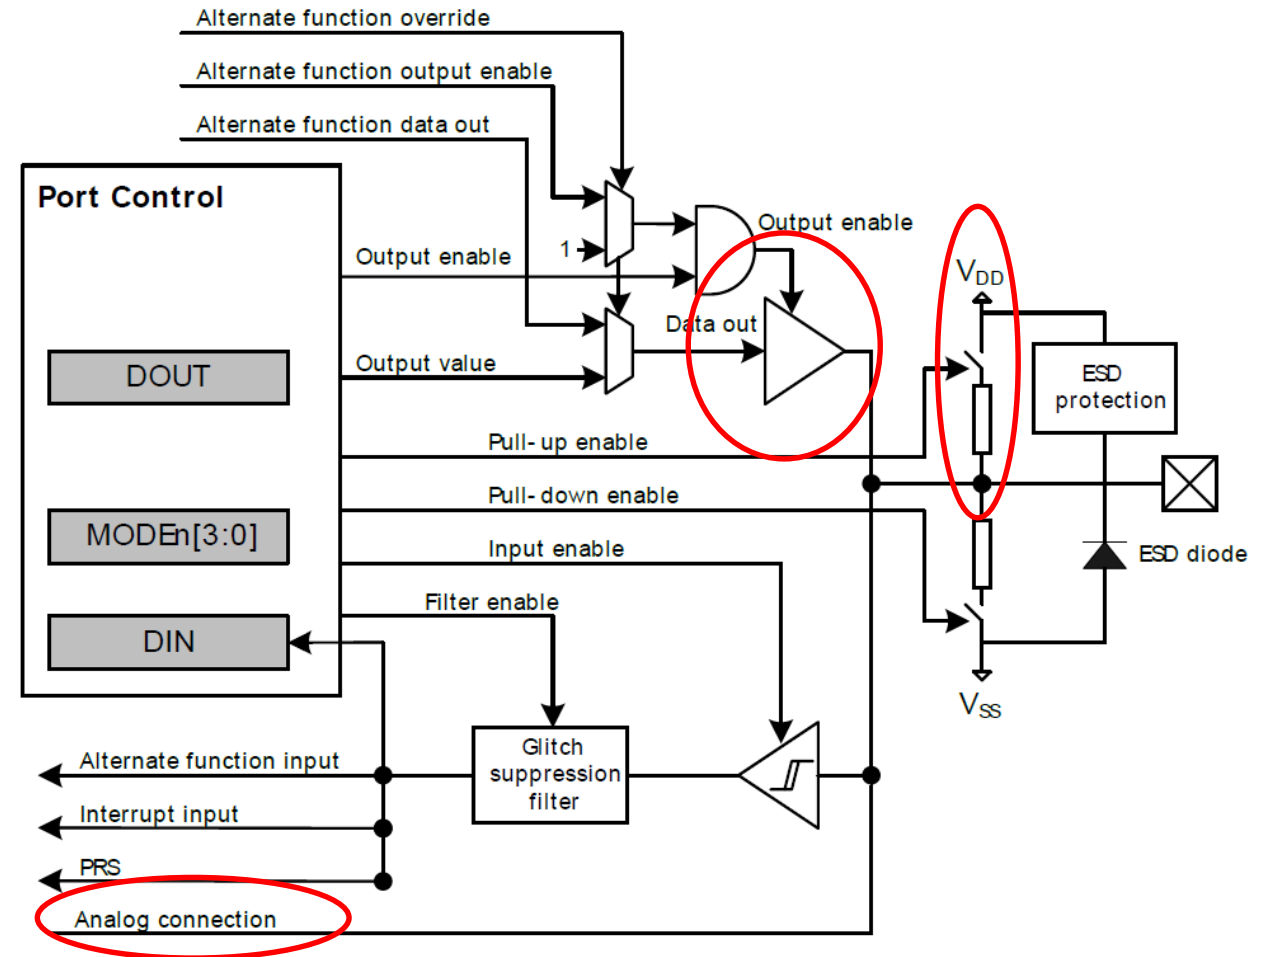 Alternate function override
Alternate function output enable
Alternate function data out
Port Control
Output enable
1
Output enable
VDD
Data out
DOUT
Output value
ESD
protection
Pull-up enable
Pull-down enable
MODEn[3:0]
Input enable
ESD diode
Filter enable
DIN
VSS
Glitch
suppression
filter
Alternate function input
Interrupt input
PRS
Analog connection